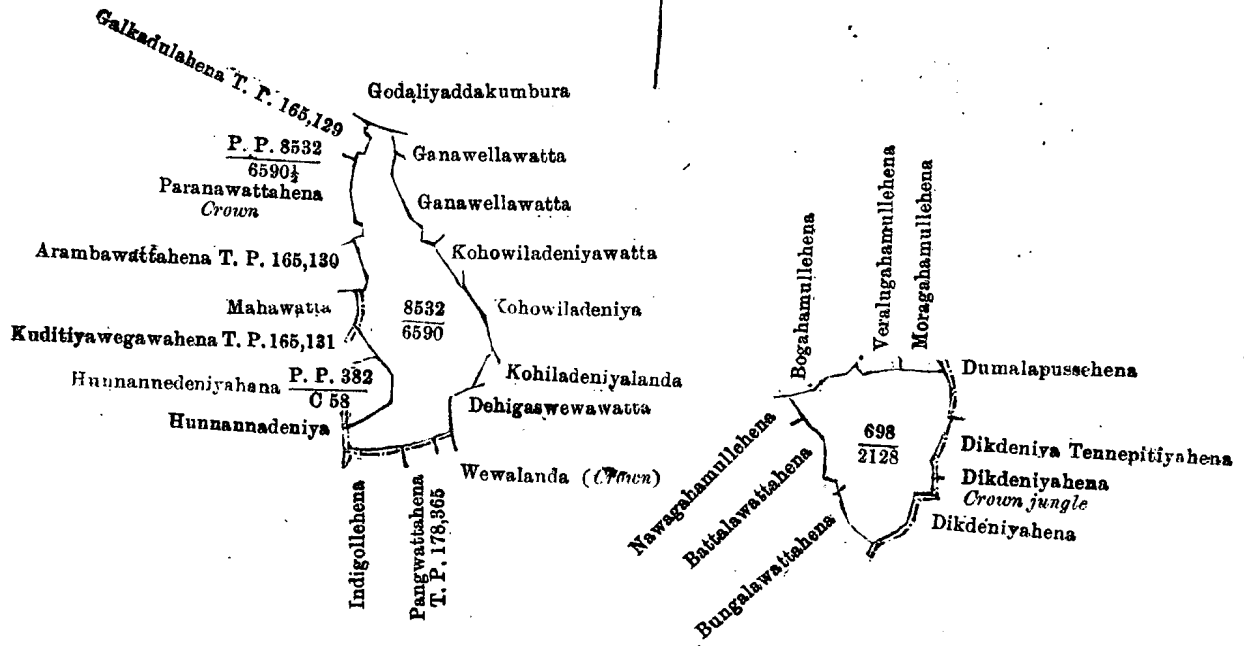 Galkadulahena T. P. 165,129
Godaliyaddakumbura
P. P. 8532
6590½
Ganawellawatta
Paranawattahena
Crown
Ganawellawatta
Arambawattahena T. P. 165,130
Kohowiladeniyawatta
Mahawatta
8532
6590
Kohowiladeniya
Kuditiyawegawahena T. P. 165,131
Hunnannedeniyahena P. P. 382
C 58
Kohiladeniyalanda
Dehigaswewawatta
Hunnannadeniya
Wewalanda (Crown)
Indigollehena
Pangwattahena
T. P. 178,365
Bogahamullehena
Veralugahamullehena
Moragahamullehena
Dumalapussehena
698
2128
Nawagahamullehena
Battalawattahena
Bungalawattahena
Dikdeniya Tennepitiyahena
Dikdeniyahena
Crown jungle
Dikdeniyahena